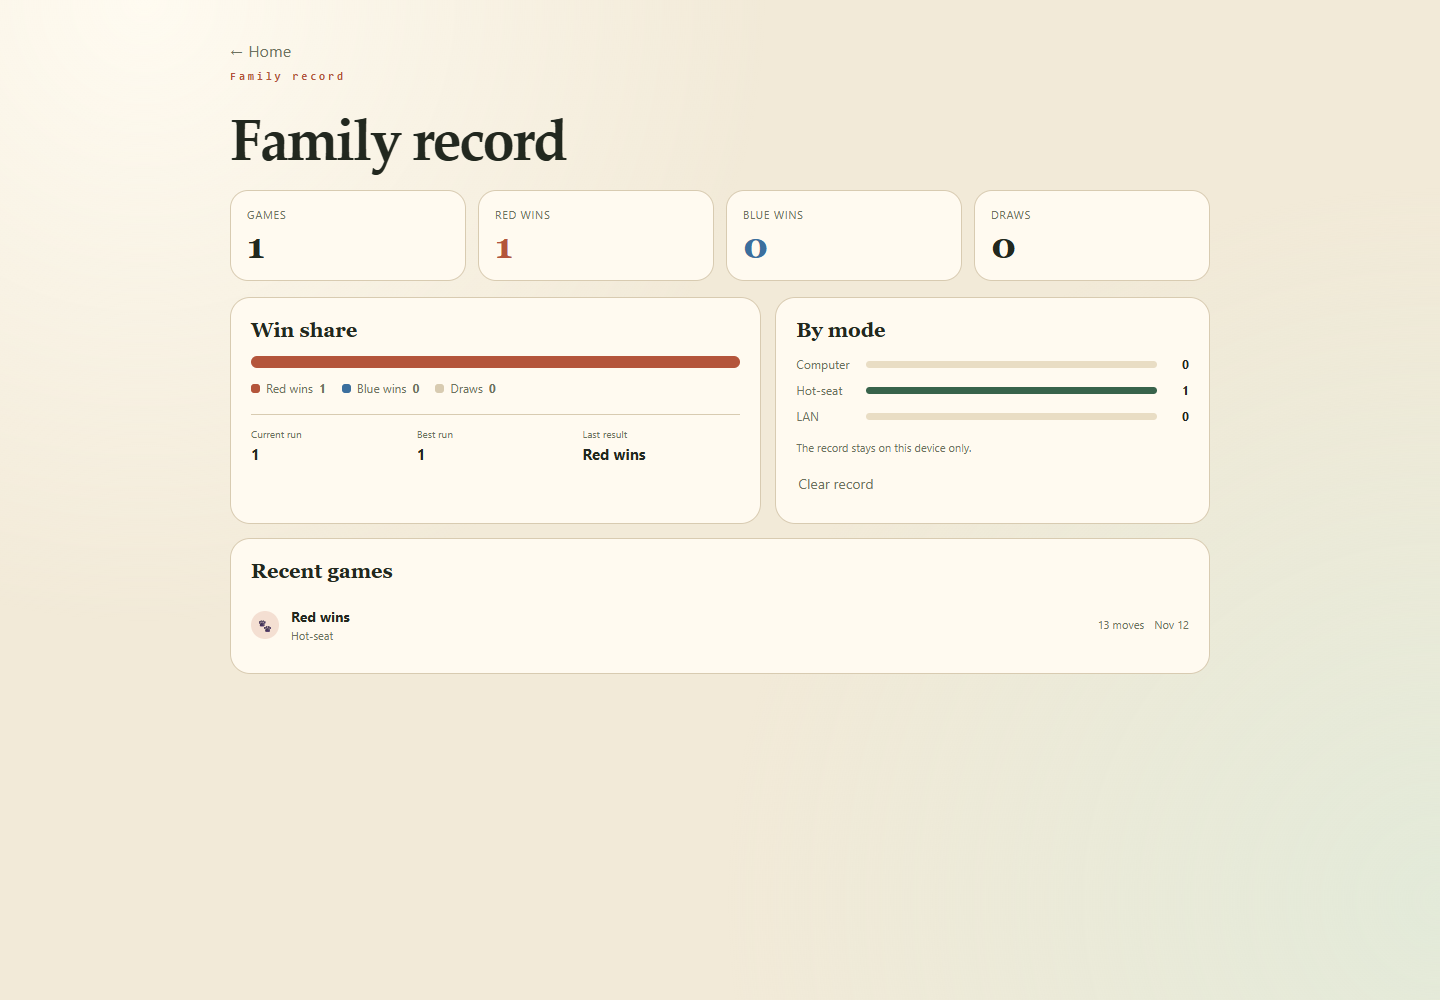 ← Home
Family record
Family record
GAMES
1
RED WINS
1
BLUE WINS
0
DRAWS
0
Win share
Red wins 1 Blue wins 0 Draws 0
Current run Best run Last result
1 1 Red wins
By mode
Computer 0
Hot-seat 1
LAN 0
The record stays on this device only.
Clear record
Recent games
Red wins
Hot-seat
13 moves Nov 12